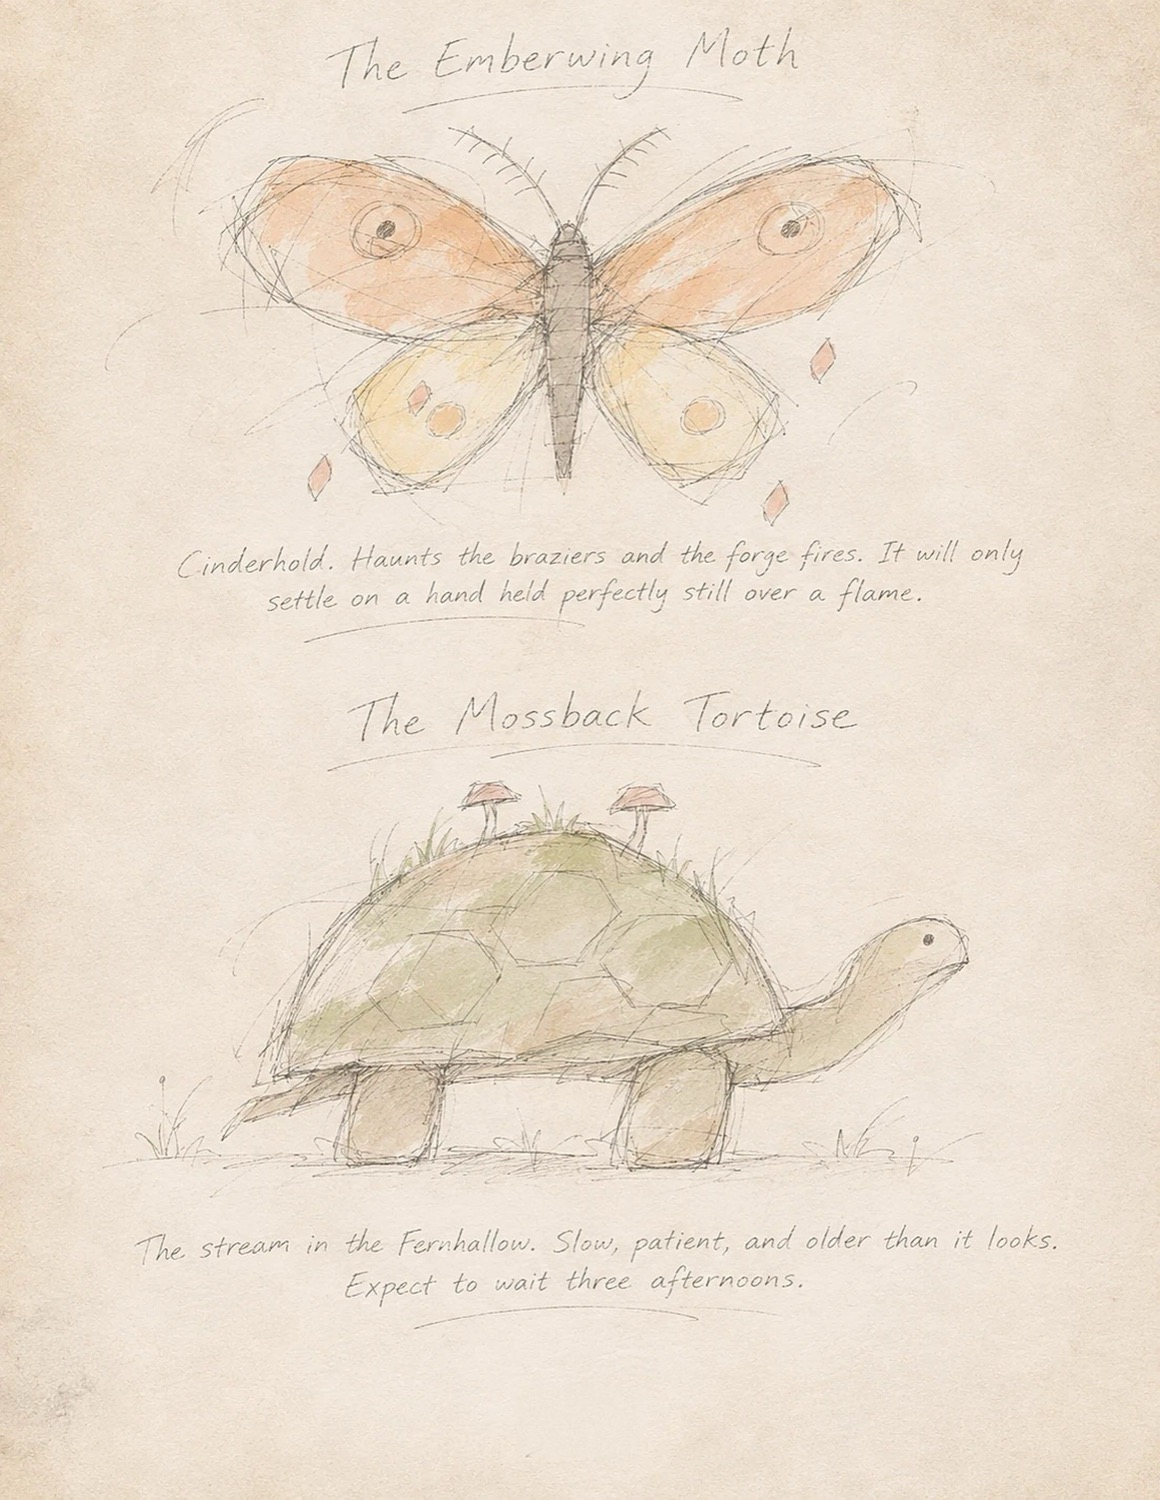 The Emberwing Moth
Cinderhold. Haunts the braziers and the forge fires. It will only
settle on a hand held perfectly still over a flame.
The Mossback Tortoise
The stream in the Fernhallow. Slow, patient, and older than it looks.
Expect to wait three afternoons.